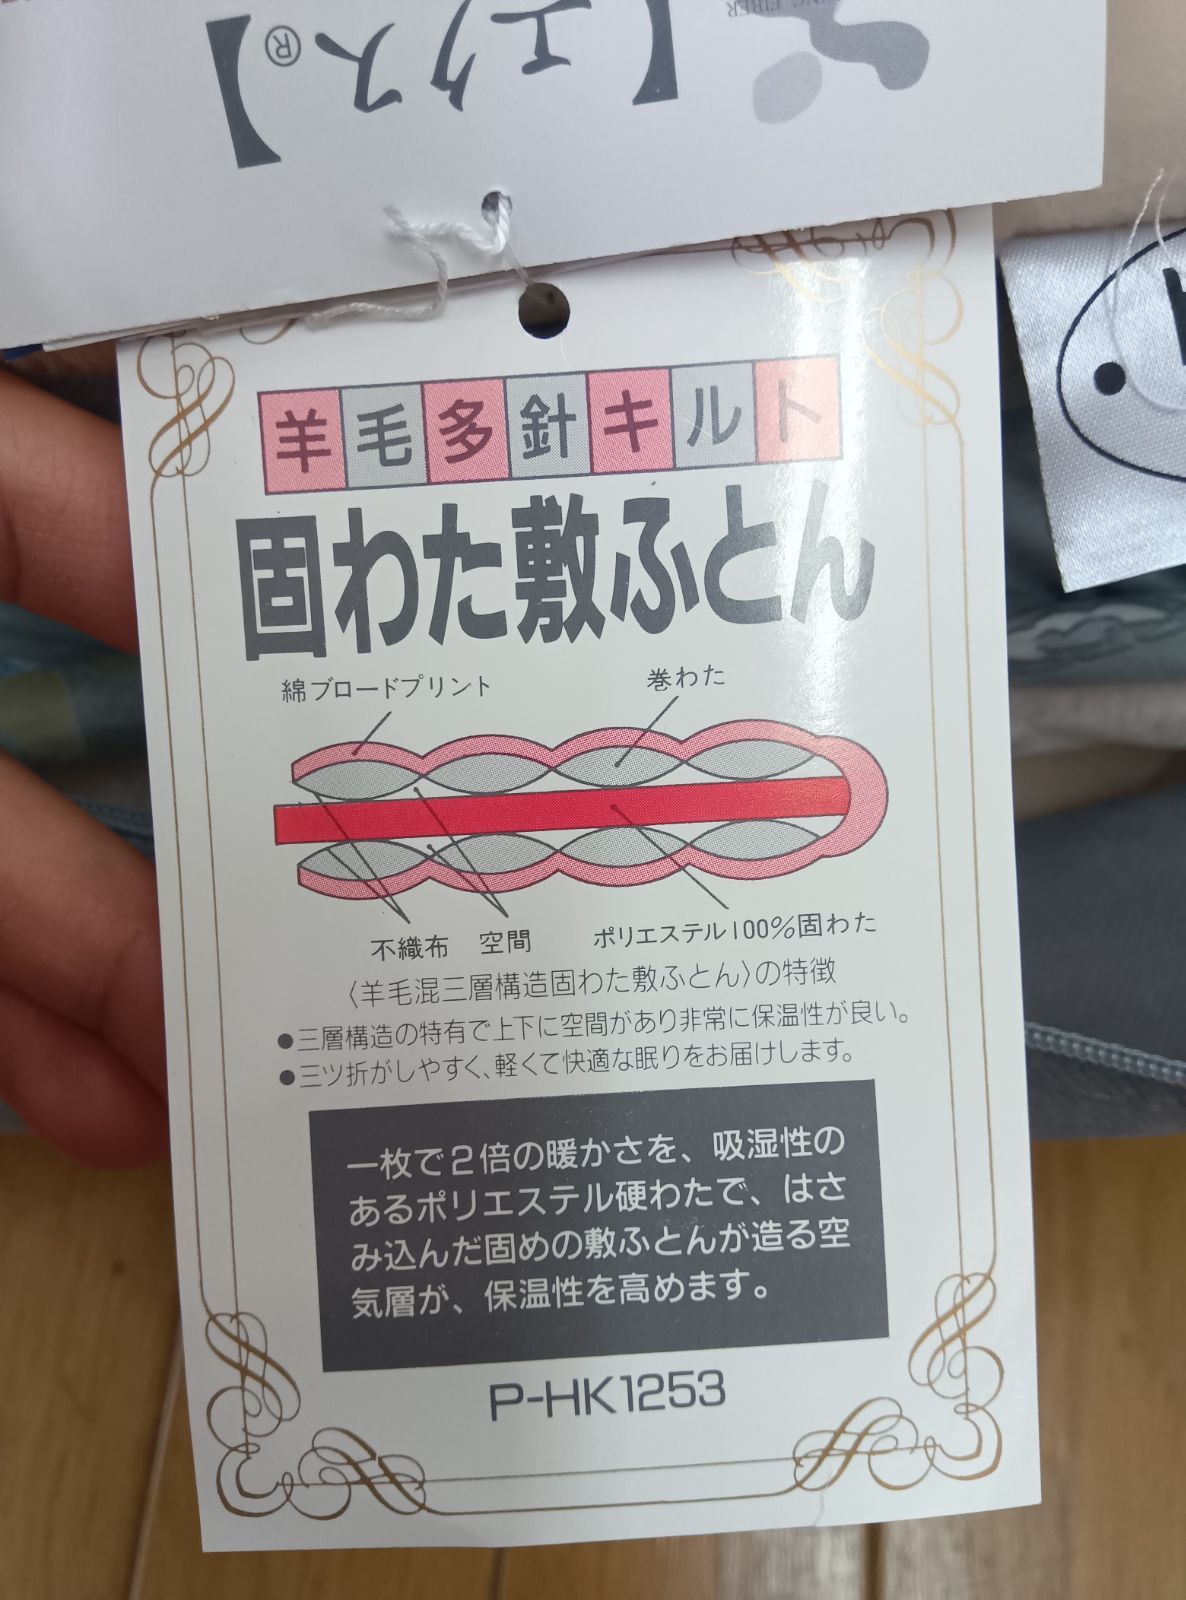 【エクス】®
羊毛多針キルト
固わた敷ふとん
綿ブロードプリント
巻わた
不織布
空間
ポリエステル100%固わた
〈羊毛混三層構造固わた敷ふとん〉の特徴
●三層構造の特有で上下に空間があり非常に保温性が良い。
●三ツ折がしやすく、軽くて快適な眠りをお届けします。
一枚で2倍の暖かさを、吸湿性の
あるポリエステル硬わたで、はさ
み込んだ固めの敷ふとんが造る空
気層が、保温性を高めます。
P-HK1253